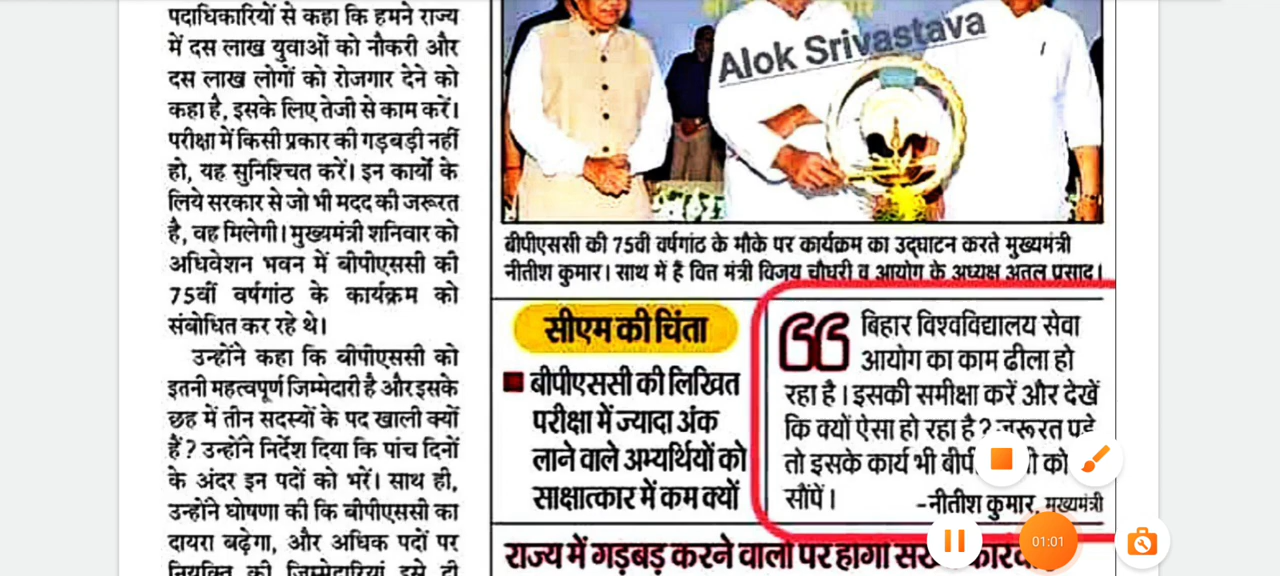 पदाधिकारियों से कहा कि हमने राज्य
में दस लाख युवाओं को नौकरी और
दस लाख लोगों को रोजगार देने को
कहा है, इसके लिए तेजी से काम करें।
परीक्षा में किसी प्रकार की गड़बड़ी नहीं
हो, यह सुनिश्चित करें। इन कार्यों के
लिये सरकार से जो भी मदद की जरूरत
है, वह मिलेगी। मुख्यमंत्री शनिवार को
अधिवेशन भवन में बीपीएससी की
75वीं वर्षगांठ के कार्यक्रम को
संबोधित कर रहे थे।
उन्होंने कहा कि बीपीएससी को
इतनी महत्वपूर्ण जिम्मेदारी है और इसके
छह में तीन सदस्यों के पद खाली क्यों
हैं? उन्होंने निर्देश दिया कि पांच दिनों
के अंदर इन पदों को भरें। साथ ही,
उन्होंने घोषणा की कि बीपीएससी का
दायरा बढ़ेगा, और अधिक पदों पर
नियुक्ति की जिम्मेदारियां इसे दी
Alok Srivastava
बीपीएससी की 75वीं वर्षगांठ के मौके पर कार्यक्रम का उद्घाटन करते मुख्यमंत्री
नीतीश कुमार। साथ में हैं वित्त मंत्री विजय चौधरी व आयोग के अध्यक्ष अतुल प्रसाद।
सीएम की चिंता
बीपीएससी की लिखित
परीक्षा में ज्यादा अंक
लाने वाले अभ्यर्थियों को
साक्षात्कार में कम क्यों
बिहार विश्वविद्यालय सेवा
आयोग का काम ढीला हो
रहा है। इसकी समीक्षा करें और देखें
कि क्यों ऐसा हो रहा है? जरूरत पड़े
तो इसके कार्य भी को
सौंपें।
-नीतीश कुमार, मुख्यमंत्री
राज्य में गड़बड़ करने वालों पर होगी
01:01